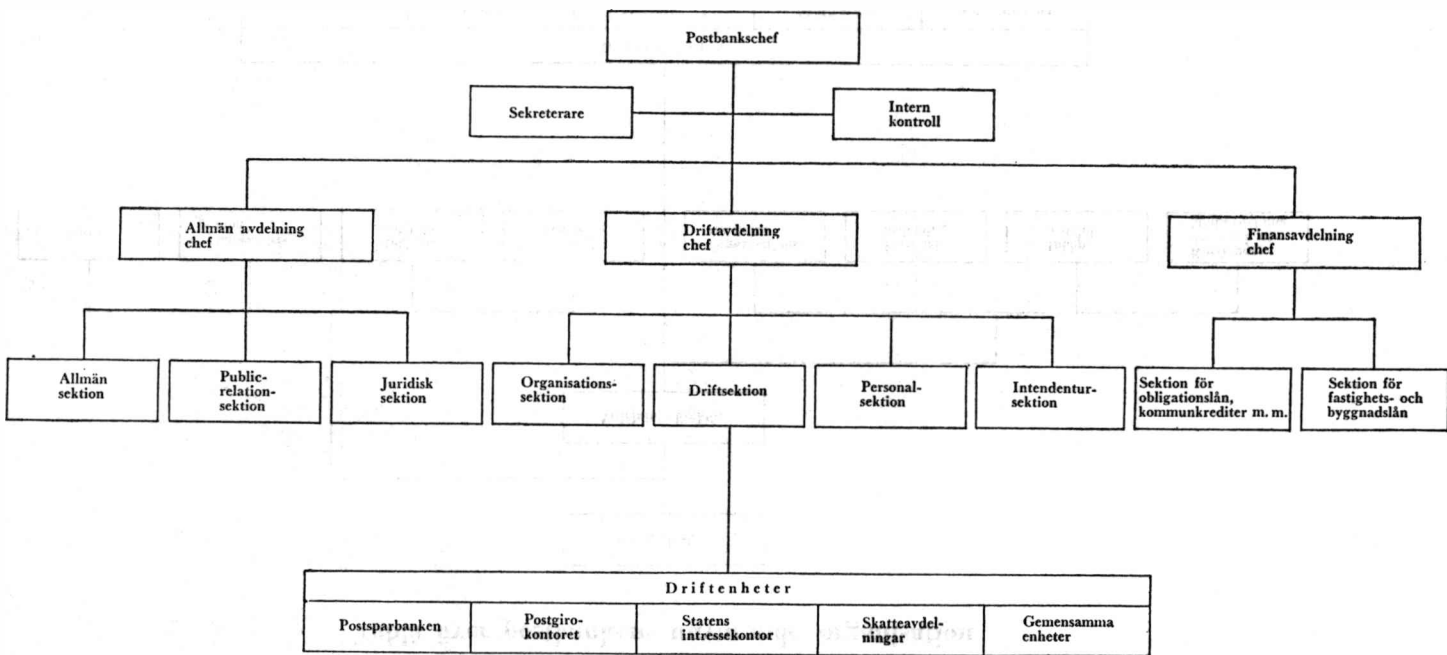 Postbankschef
Sekreterare
Intern
kontroll
Allmän avdelning
chef
Driftavdelning
chef
Finansavdelning
chef
Allmän
sektion
Public-
relation-
sektion
Juridisk
sektion
Organisations-
sektion
Driftsektion
Personal-
sektion
Intendentur-
sektion
Sektion för
obligationslån,
kommunkrediter m. m.
Sektion för
fastighets- och
byggnadslån
Driftenheter
Postsparbanken
Postgiro-
kontoret
Statens
intressekontor
Skatteavdel-
ningar
Gemensamma
enheter